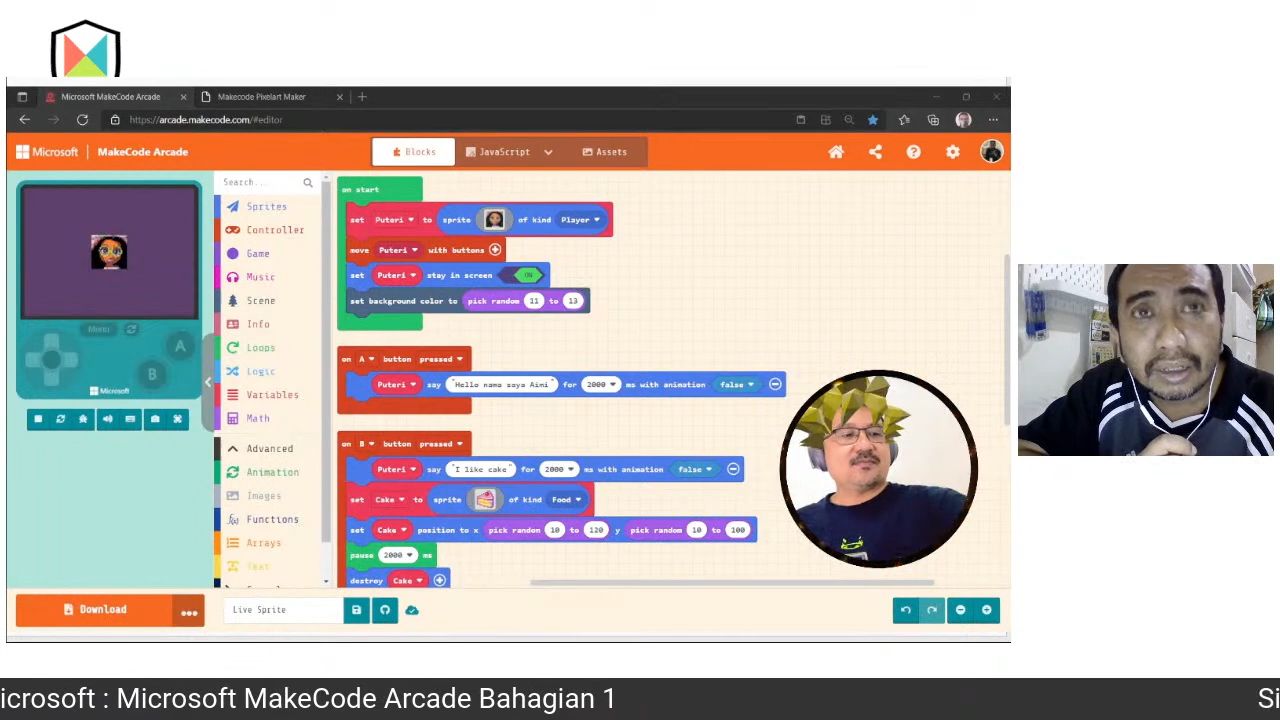 Microsoft MakeCode Arcade
Makecode Pixelart Maker
https://arcade.makecode.com/#editor
Microsoft | MakeCode Arcade
Blocks
JavaScript
Assets
Search...
Sprites
Controller
Game
Music
Scene
Info
Loops
Logic
Variables
Math
Advanced
Animation
Images
Functions
Arrays
Text
Menu
A
B
Microsoft
on start
set Puteri to sprite of kind Player
move Puteri with buttons
set Puteri stay in screen ON
set background color to pick random 11 to 13
on A button pressed
Puteri say "Hello nama saya Aimi" for 2000 ms with animation false
on B button pressed
Puteri say "I like cake" for 2000 ms with animation false
set Cake to sprite of kind Food
set Cake position to x pick random 10 to 120 y pick random 10 to 100
pause 2000 ms
destroy Cake
Download
Live Sprite
icrosoft : Microsoft MakeCode Arcade Bahagian 1
Si